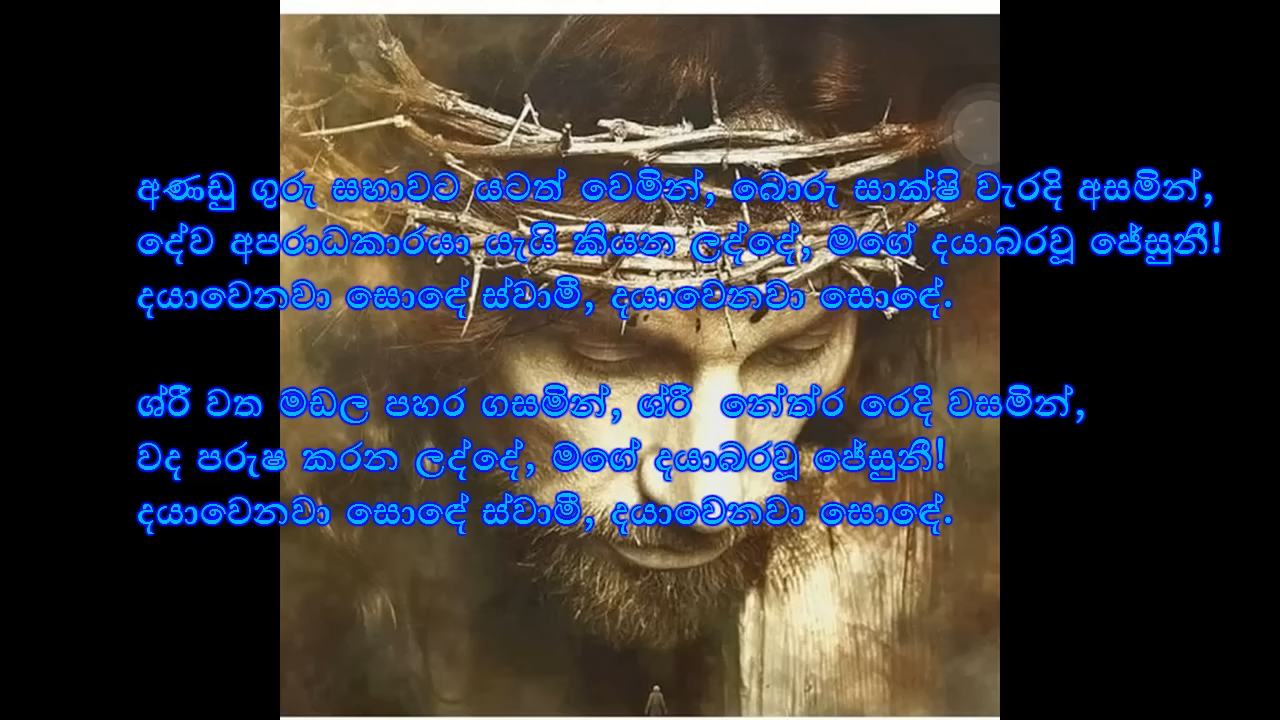 අණඩු ගුරු සභාවට යටත් වෙමින්, බොරු සාක්ෂි වැරදි අසමින්,
දේව අපරාධකාරයා යැයි කියන ලද්දේ, මගේ දයාබරවූ ජේසුනී!
දයාවෙනවා සොඳේ ස්වාමී, දයාවෙනවා සොඳේ.
ශ්රී වත මඩල පහර ගසමින්, ශ්රී නේත්ර රෙදි වසමින්,
වද පරුෂ කරන ලද්දේ, මගේ දයාබරවූ ජේසුනී!
දයාවෙනවා සොඳේ ස්වාමී, දයාවෙනවා සොඳේ.